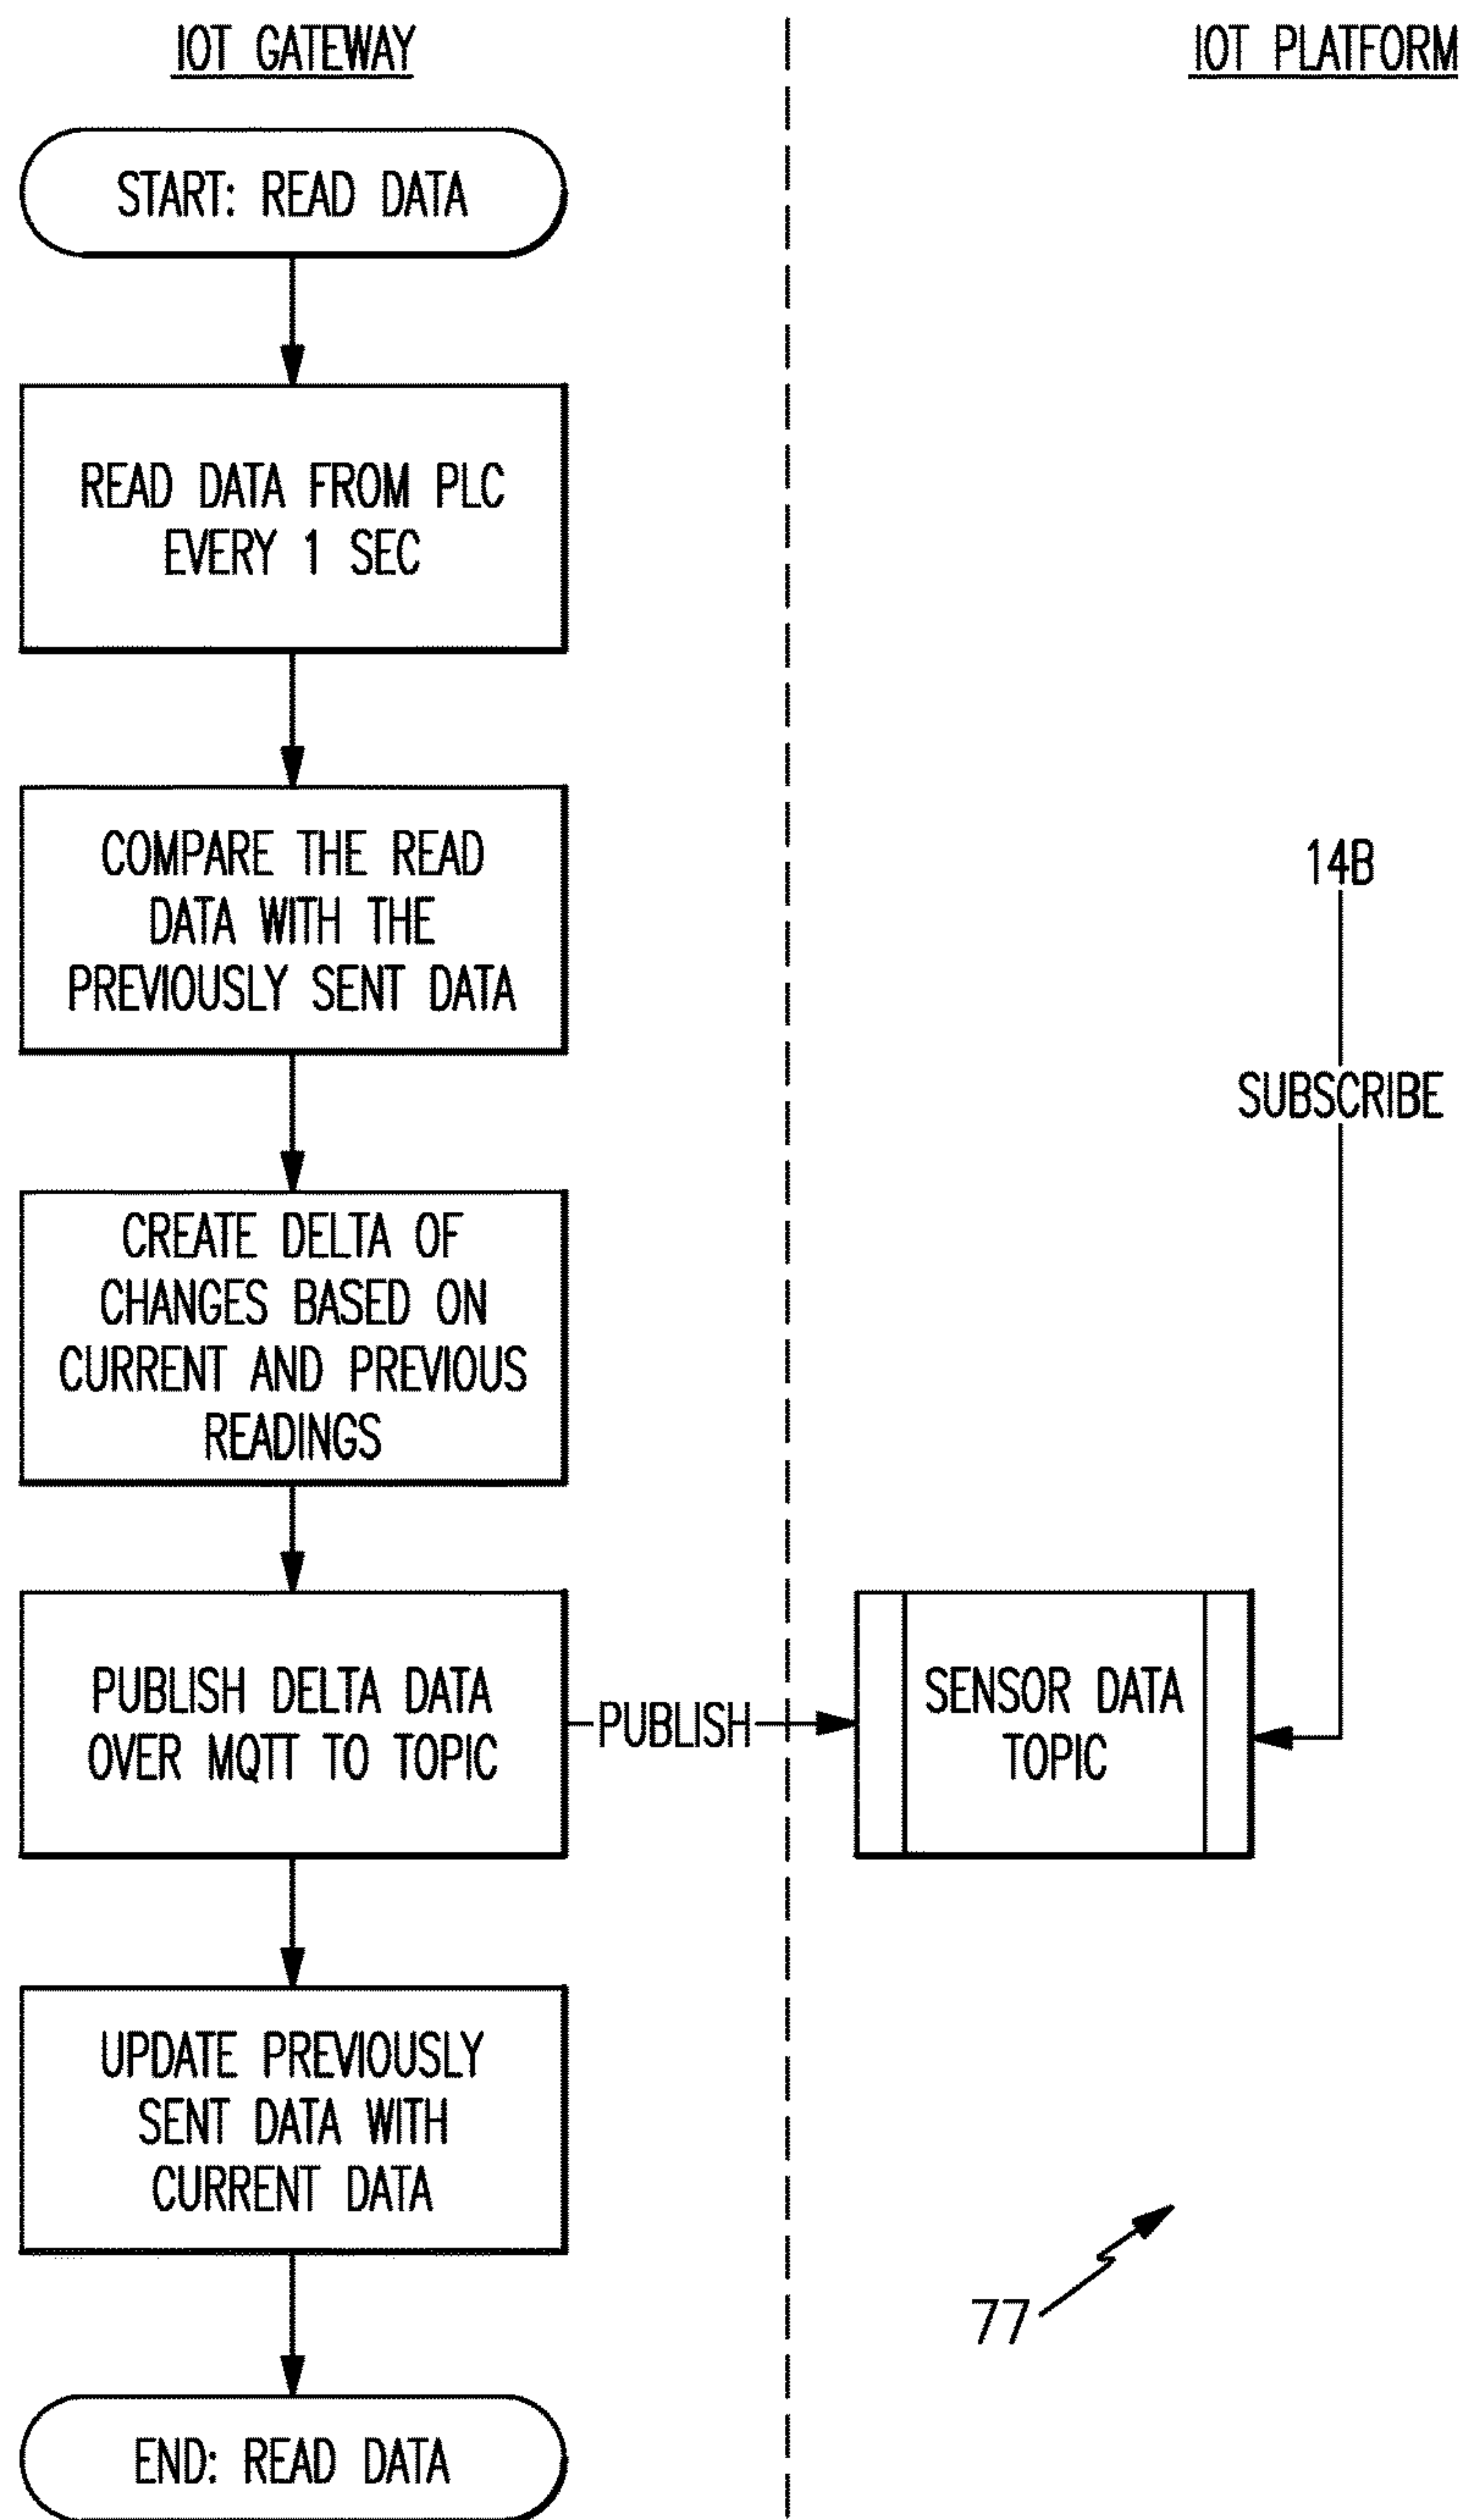 IOT GATEWAY
IOT PLATFORM
START: READ DATA
READ DATA FROM PLC
EVERY 1 SEC
COMPARE THE READ
DATA WITH THE
PREVIOUSLY SENT DATA
14B
SUBSCRIBE
CREATE DELTA OF
CHANGES BASED ON
CURRENT AND PREVIOUS
READINGS
PUBLISH DELTA DATA
OVER MQTT TO TOPIC
PUBLISH
SENSOR DATA
TOPIC
UPDATE PREVIOUSLY
SENT DATA WITH
CURRENT DATA
77
END: READ DATA